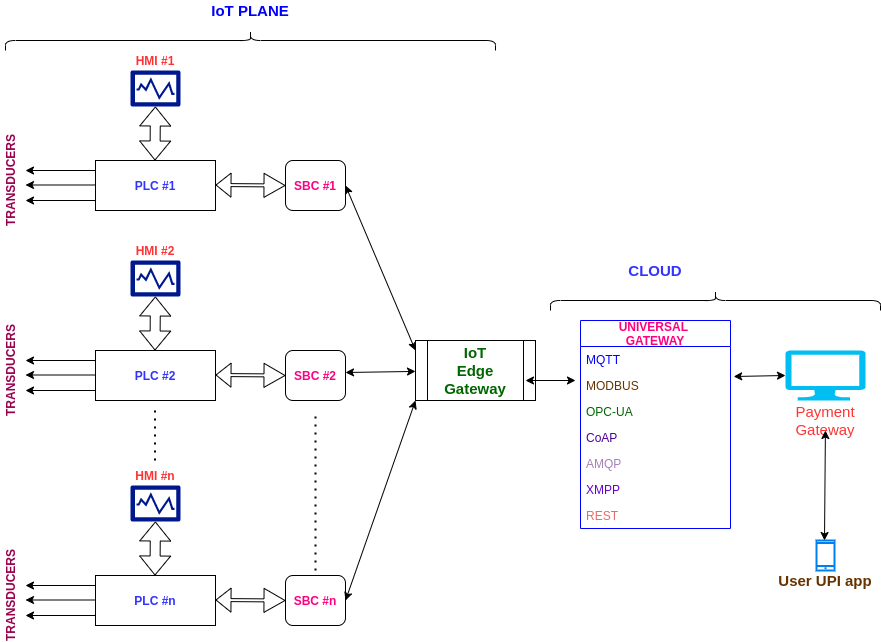 IoT PLANE
HMI #1
TRANSDUCERS
PLC #1
SBC #1
HMI #2
TRANSDUCERS
PLC #2
SBC #2
HMI #n
TRANSDUCERS
PLC #n
SBC #n
IoT
Edge
Gateway
CLOUD
UNIVERSAL
GATEWAY
MQTT
MODBUS
OPC-UA
CoAP
AMQP
XMPP
REST
Payment
Gateway
User UPI app